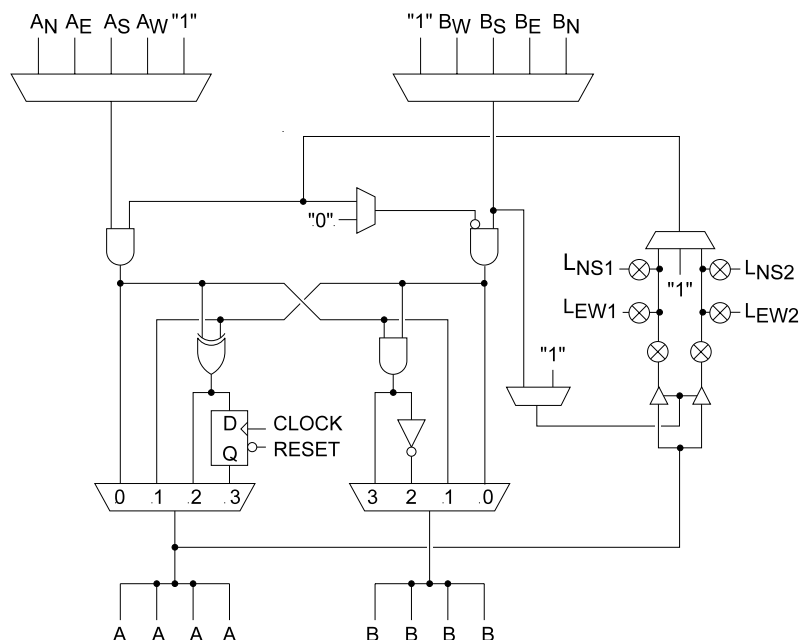 AN AE AS AW "1"
"1" BW BS BE BN
"0"
LNS1
LNS2
"1"
LEW1
LEW2
"1"
D CLOCK
Q RESET
0 1 2 3
3 2 1 0
A A A A
B B B B